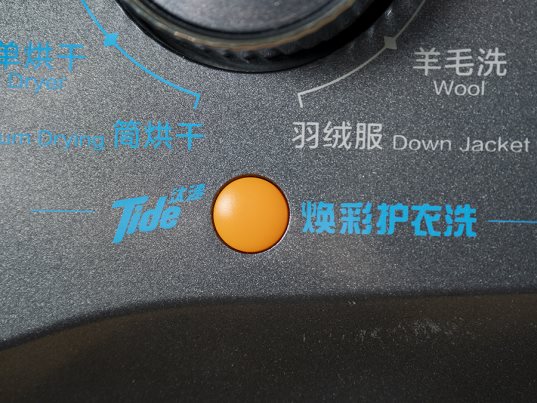 单烘干
Dryer
羊毛洗
Wool
Drying 筒烘干
羽绒服 Down Jacket
Tide 汰渍
焕彩护衣洗